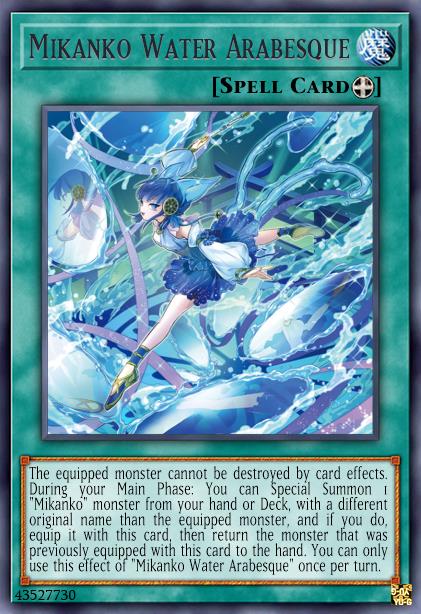 Mikanko Water Arabesque
魔
[Spell Card]
The equipped monster cannot be destroyed by card effects.
During your Main Phase: You can Special Summon 1
"Mikanko" monster from your hand or Deck, with a different
original name than the equipped monster, and if you do,
equip it with this card, then return the monster that was
previously equipped with this card to the hand. You can only
use this effect of "Mikanko Water Arabesque" once per turn.
43527730